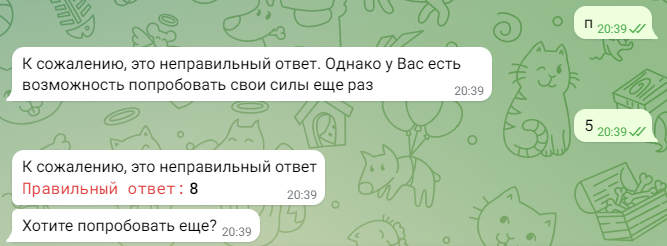 п 20:39
К сожалению, это неправильный ответ. Однако у Вас есть
возможность попробовать свои силы еще раз 20:39
5 20:39
К сожалению, это неправильный ответ
Правильный ответ: 8 20:39
Хотите попробовать еще? 20:39